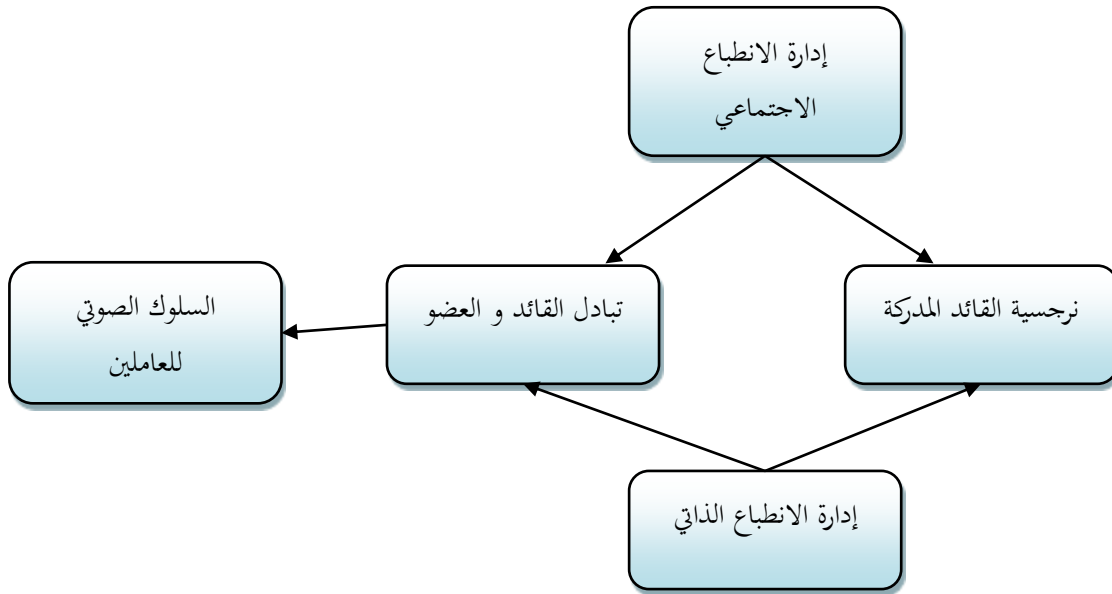 إدارة الانطباع
الاجتماعي
نرجسية القائد المدركة
تبادل القائد و العضو
السلوك الصوتي
للعاملين
إدارة الانطباع الذاتي